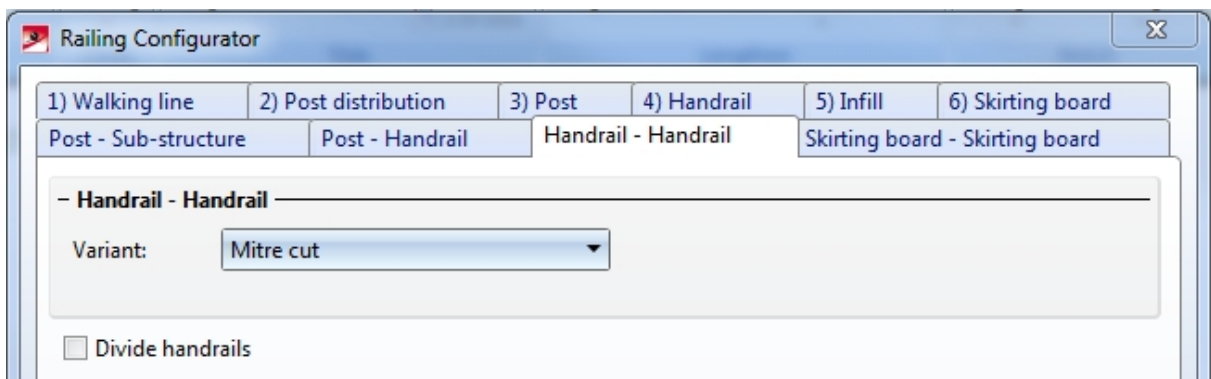 Railing Configurator
1) Walking line 2) Post distribution 3) Post 4) Handrail 5) Infill 6) Skirting board
Post - Sub-structure Post - Handrail Handrail - Handrail Skirting board - Skirting board
Handrail - Handrail
Variant: Mitre cut
Divide handrails